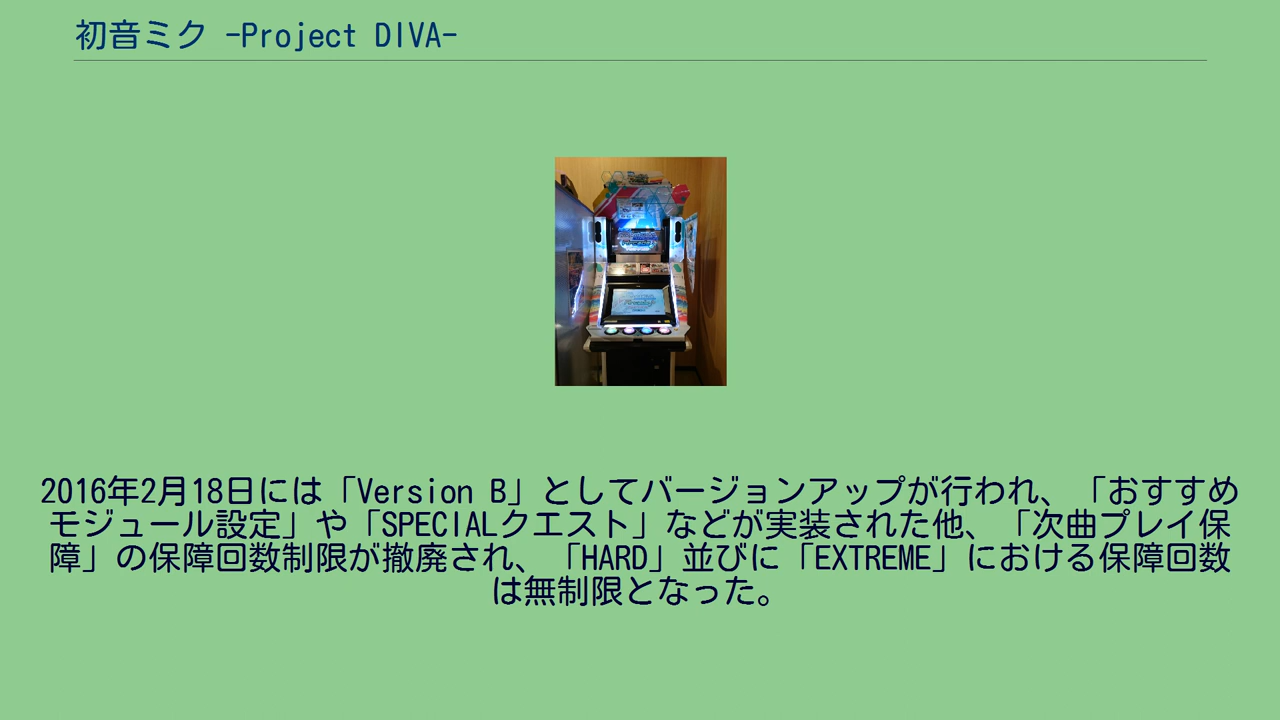 初音ミク -Project DIVA-
2016年2月18日には「Version B」としてバージョンアップが行われ、「おすすめ
モジュール設定」や「SPECIALクエスト」などが実装された他、「次曲プレイ保
障」の保障回数制限が撤廃され、「HARD」並びに「EXTREME」における保障回数
は無制限となった。